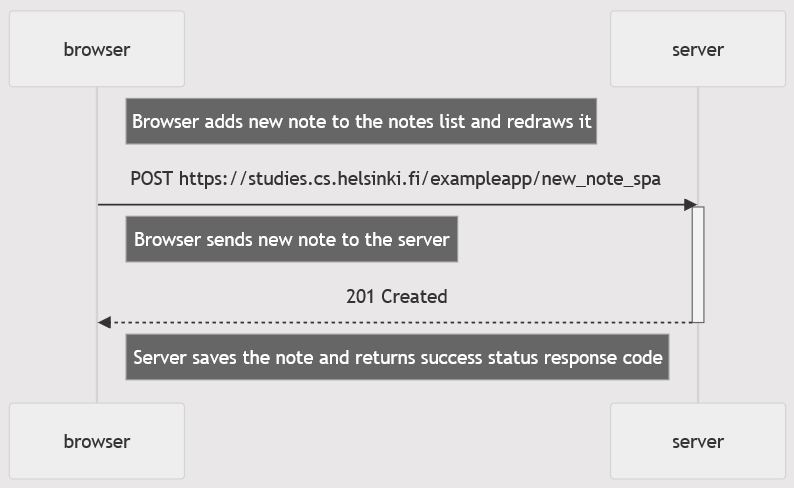 browser
server
Browser adds new note to the notes list and redraws it
POST https://studies.cs.helsinki.fi/exampleapp/new_note_spa
Browser sends new note to the server
201 Created
Server saves the note and returns success status response code
browser
server